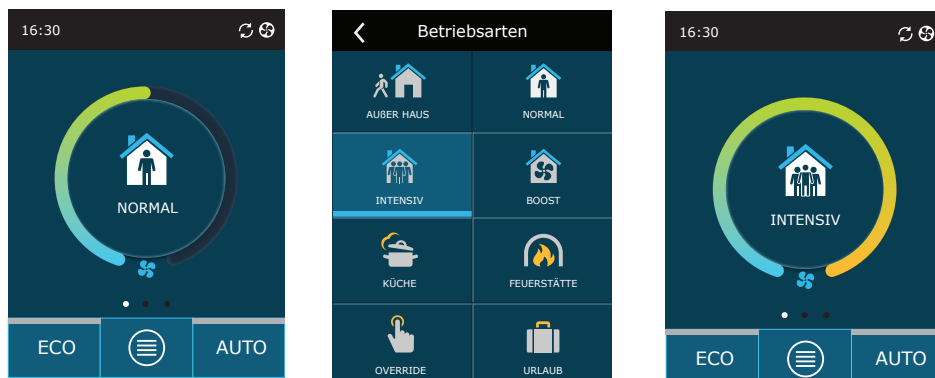 16:30
NORMAL
ECO
AUTO
Betriebsarten
AUßER HAUS
NORMAL
INTENSIV
BOOST
KÜCHE
FEUERSTÄTTE
OVERRIDE
URLAUB
16:30
INTENSIV
ECO
AUTO